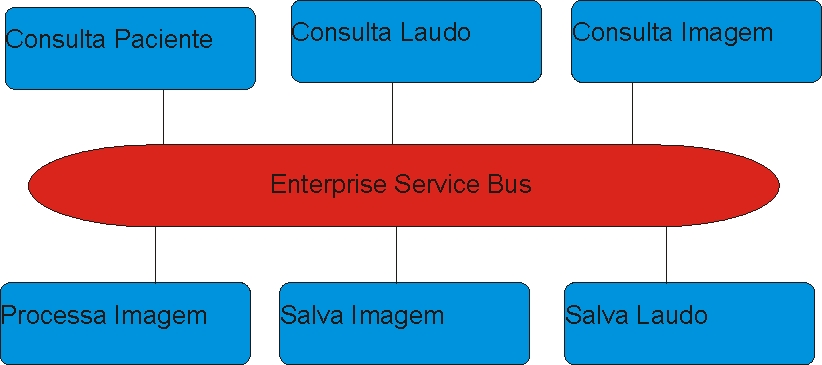 Consulta Paciente
Consulta Laudo
Consulta Imagem
Enterprise Service Bus
Processa Imagem
Salva Imagem
Salva Laudo